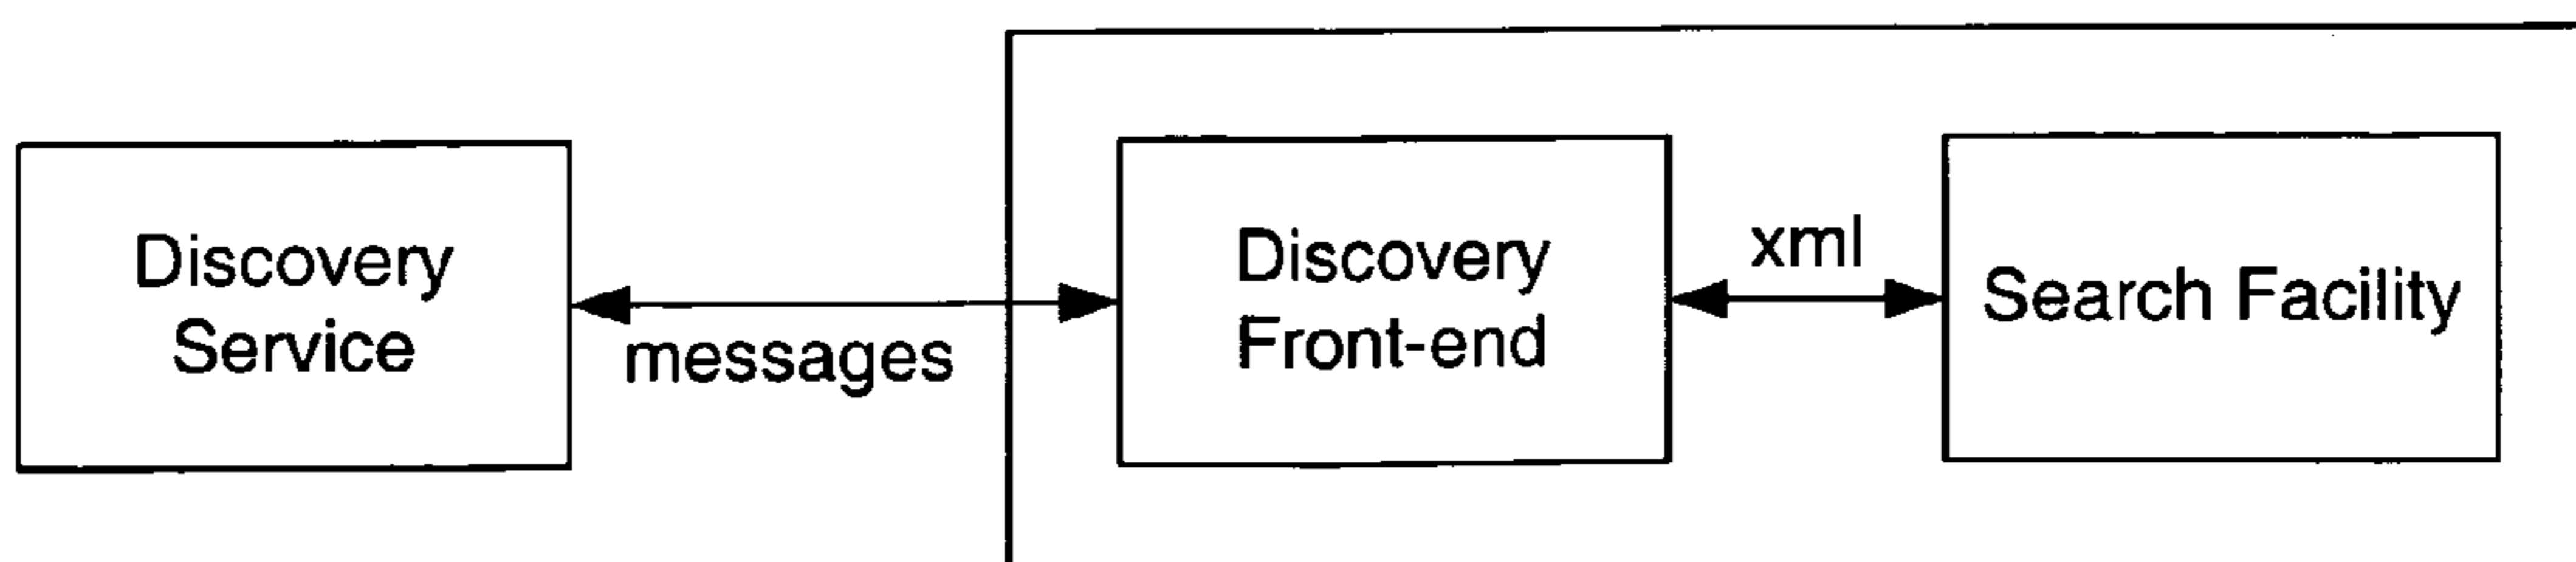 Discovery
Service
messages
Discovery
Front-end
xml
Search Facility